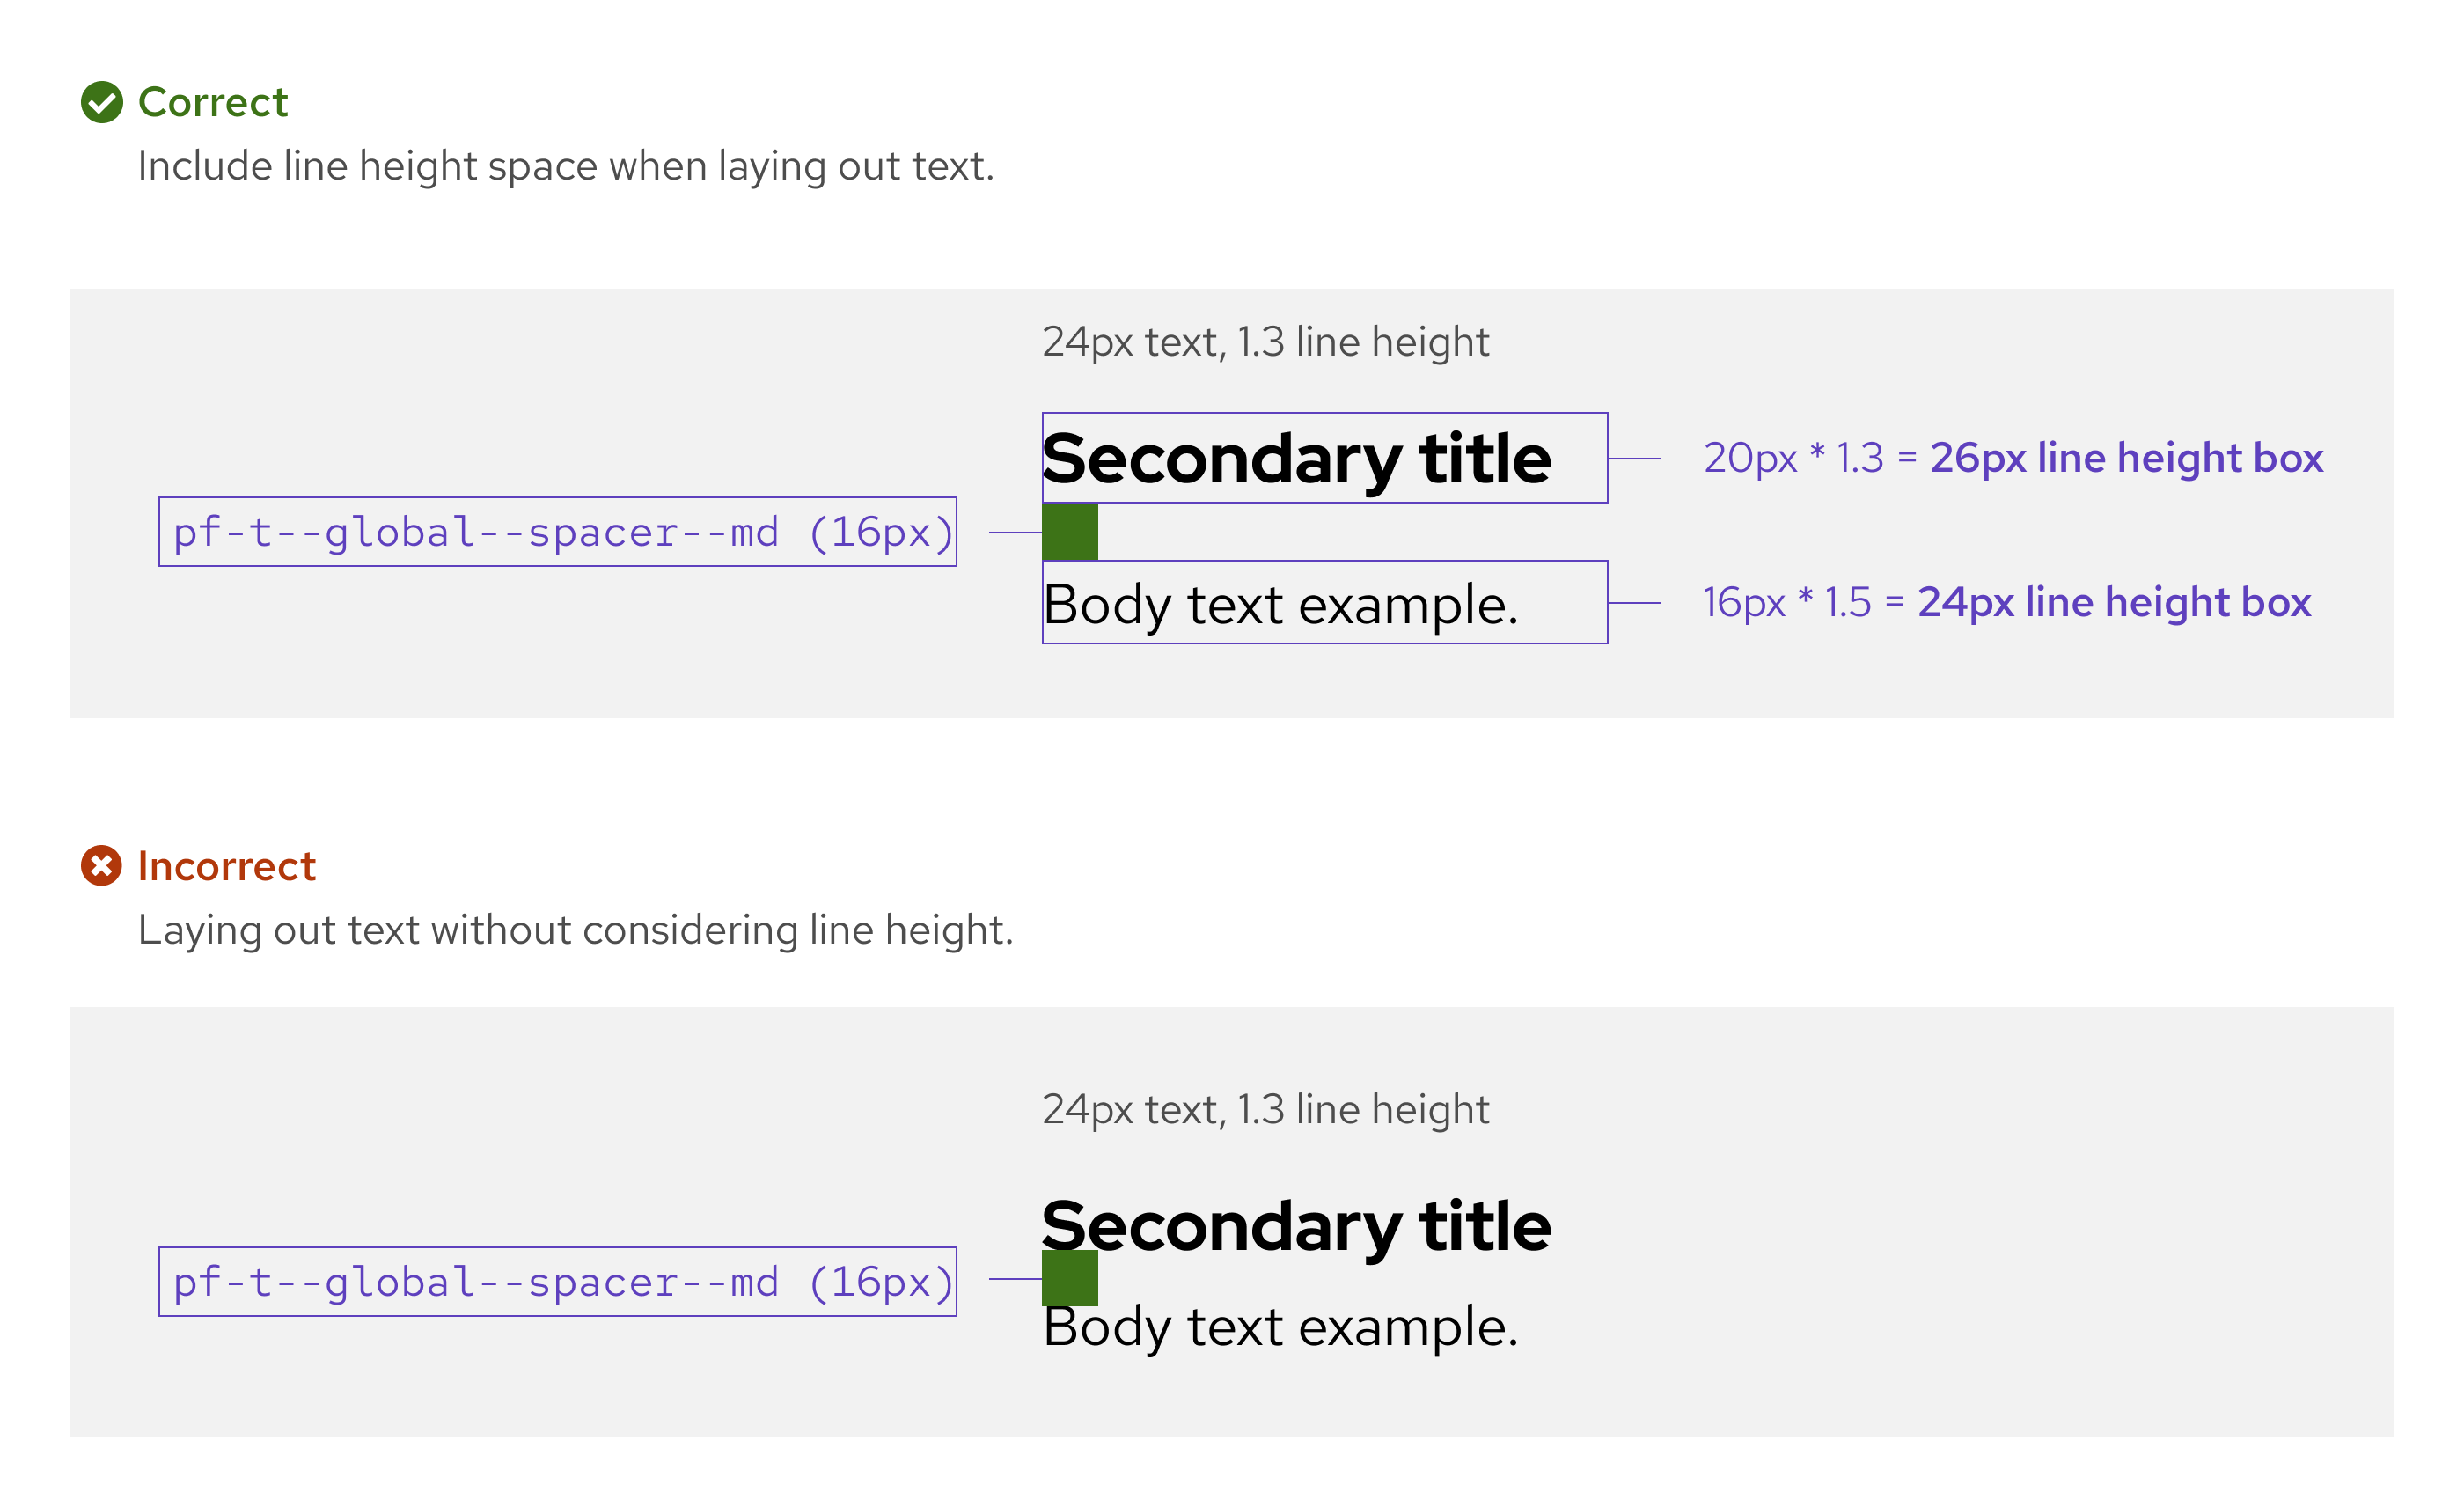 Correct
Include line height space when laying out text.
24px text, 1.3 line height
Secondary title
20px * 1.3 = 26px line height box
pf-t--global--spacer--md (16px)
Body text example.
16px * 1.5 = 24px line height box
Incorrect
Laying out text without considering line height.
24px text, 1.3 line height
Secondary title
pf-t--global--spacer--md (16px)
Body text example.